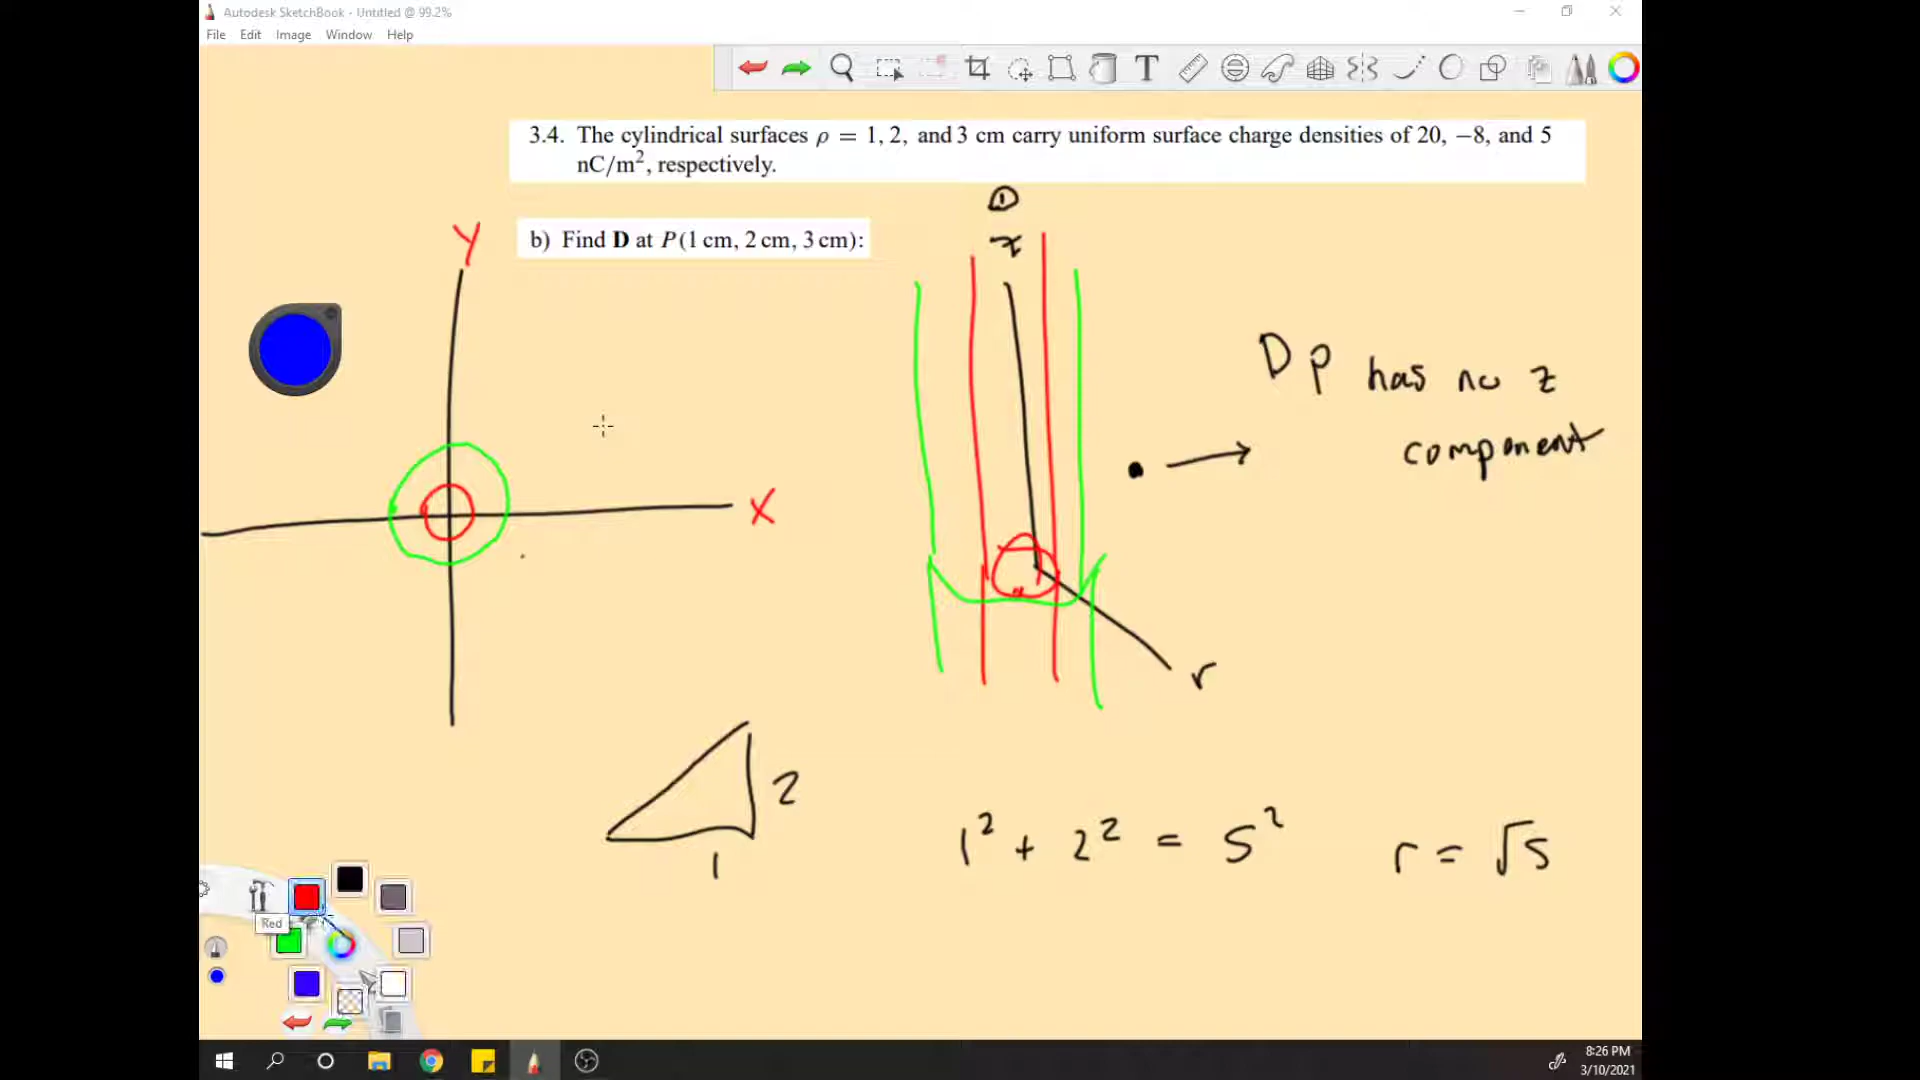 Autodesk SketchBook - Untitled @ 99.2%
File Edit Image Window Help
3.4. The cylindrical surfaces ρ = 1, 2, and 3 cm carry uniform surface charge densities of 20, −8, and 5
nC/m², respectively.
b) Find D at P(1 cm, 2 cm, 3 cm):
Y
X
r
Dρ has no z
component
2
1
1² + 2² = 5²
r = √5
Red
8:26 PM
3/10/2021